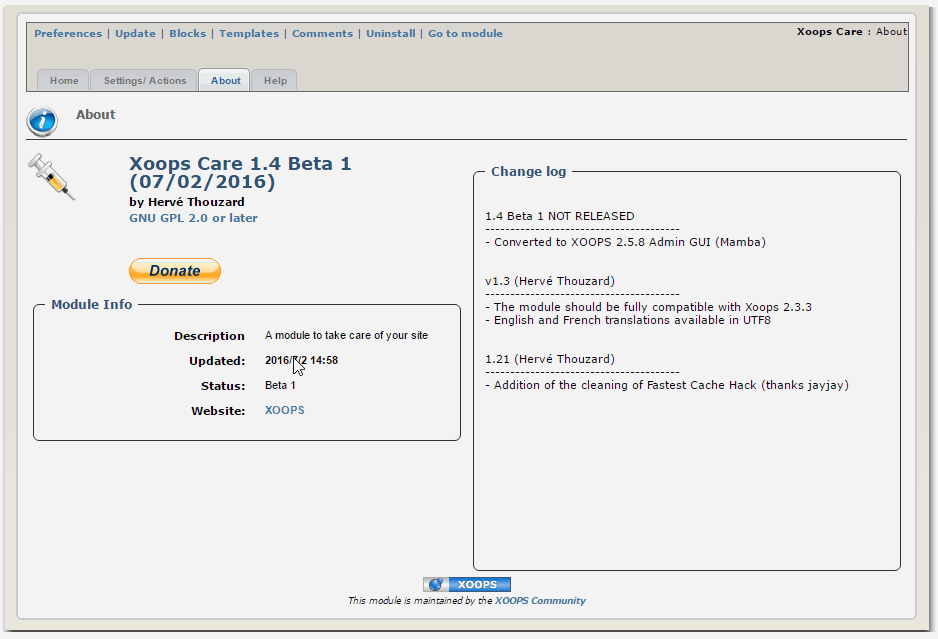 Preferences | Update | Blocks | Templates | Comments | Uninstall | Go to module
Xoops Care : About
Home Settings/ Actions About Help
About
Xoops Care 1.4 Beta 1
(07/02/2016)
by Hervé Thouzard
GNU GPL 2.0 or later
Donate
Module Info
Description A module to take care of your site
Updated: 14:58
Status: Beta 1
Website: XOOPS
Change log
1.4 Beta 1 NOT RELEASED
---------------------------------------
- Converted to XOOPS 2.5.8 Admin GUI (Mamba)
v1.3 (Hervé Thouzard)
---------------------------------------
- The module should be fully compatible with Xoops 2.3.3
- English and French translations available in UTF8
1.21 (Hervé Thouzard)
---------------------------------------
- Addition of the cleaning of Fastest Cache Hack (thanks jayjay)
XOOPS
This module is maintained by the XOOPS Community